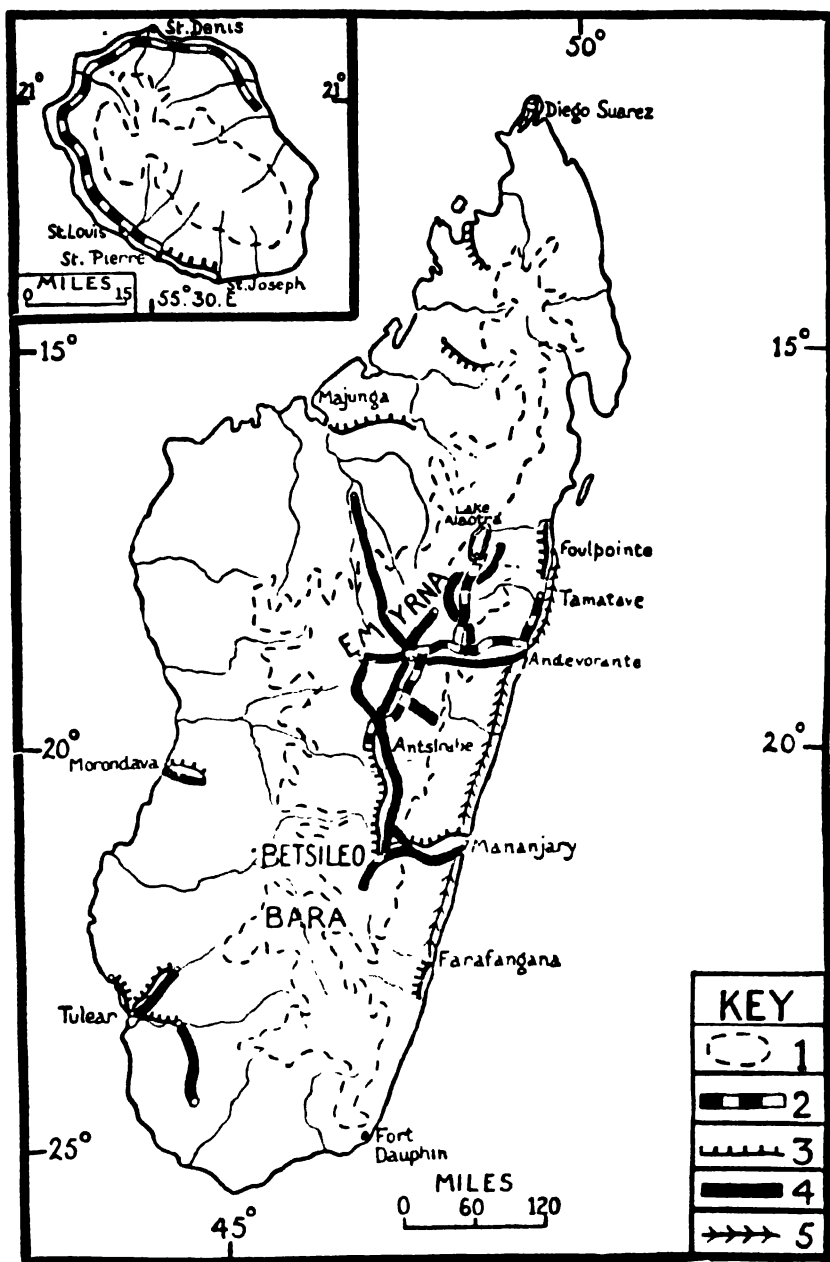 St. Denis
21°
21°
St. Louis
St. Pierre
St. Joseph
MILES
0 15
55°.30.E
50°
Diego Suarez
15°
15°
Majunga
Lake
Alaotra
Foulpointe
EMYRNA
Tamatave
Andevorante
20°
20°
Antsirabe
Morondava
BETSILEO
Mananjary
BARA
Farafangana
Tulear
25°
Fort
Dauphin
45°
MILES
0 60 120
KEY
1
2
3
4
5